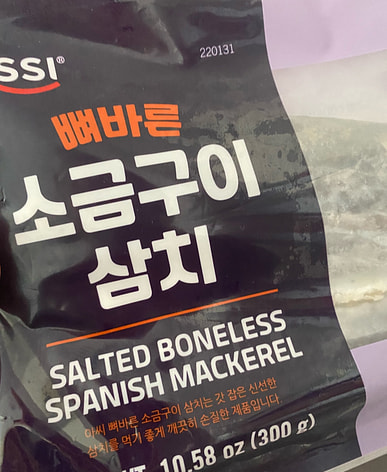 SSI®
220131
뼈바른
소금구이
삼치
SALTED BONELESS
SPANISH MACKEREL
아씨 뼈바른 소금구이 삼치는 갓 잡은 신선한
삼치를 먹기 좋게 깨끗히 손질한 제품입니다.
WT. 10.58 oz (300 g)